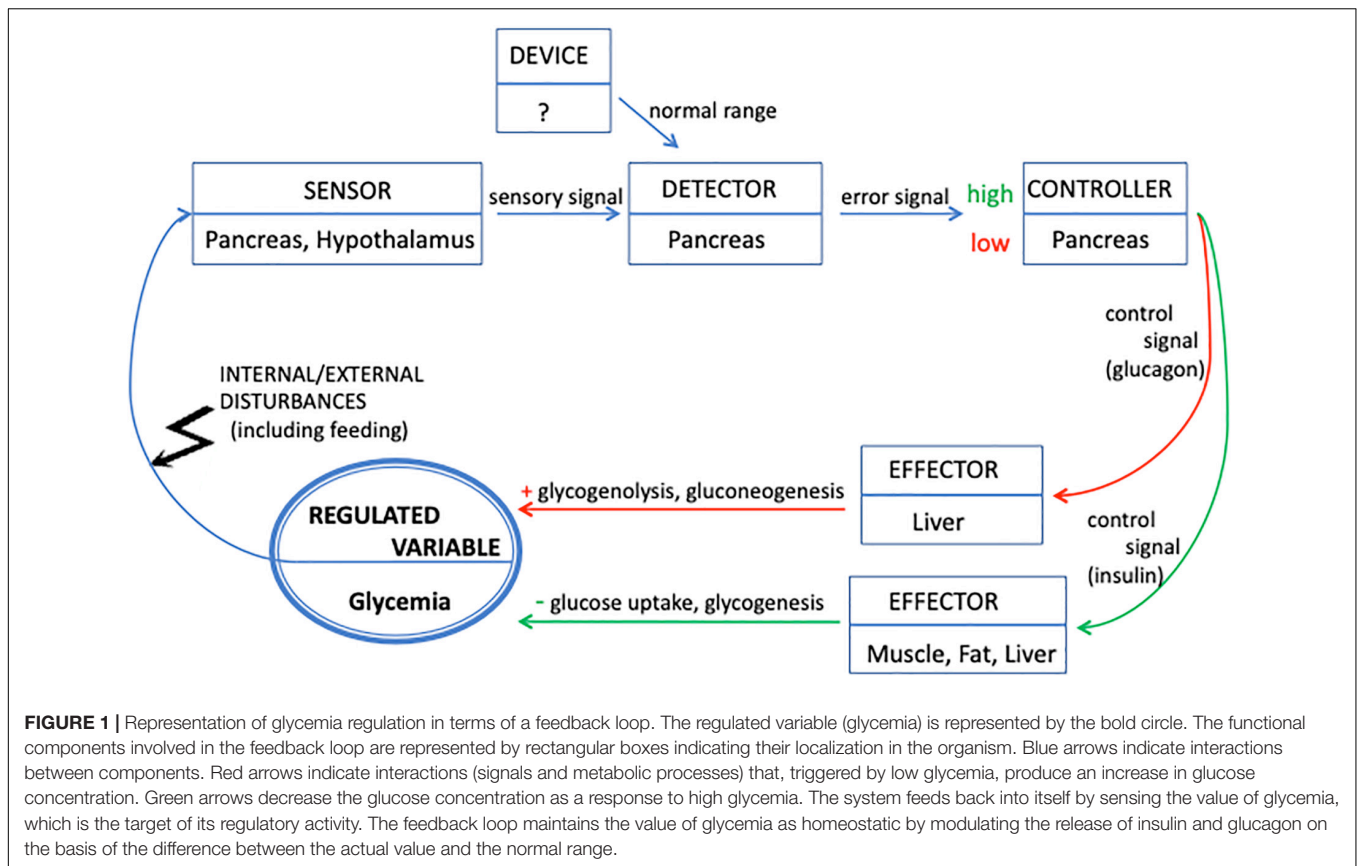 DEVICE
?
normal range
SENSOR
Pancreas, Hypothalamus
sensory signal
DETECTOR
Pancreas
error signal
high
low
CONTROLLER
Pancreas
control
signal
(glucagon)
INTERNAL/EXTERNAL
DISTURBANCES
(including feeding)
+ glycogenolysis, gluconeogenesis
EFFECTOR
Liver
control
signal
(insulin)
REGULATED
VARIABLE
Glycemia
- glucose uptake, glycogenesis
EFFECTOR
Muscle, Fat, Liver
FIGURE 1 | Representation of glycemia regulation in terms of a feedback loop. The regulated variable (glycemia) is represented by the bold circle. The functional
components involved in the feedback loop are represented by rectangular boxes indicating their localization in the organism. Blue arrows indicate interactions
between components. Red arrows indicate interactions (signals and metabolic processes) that, triggered by low glycemia, produce an increase in glucose
concentration. Green arrows decrease the glucose concentration as a response to high glycemia. The system feeds back into itself by sensing the value of glycemia,
which is the target of its regulatory activity. The feedback loop maintains the value of glycemia as homeostatic by modulating the release of insulin and glucagon on
the basis of the difference between the actual value and the normal range.